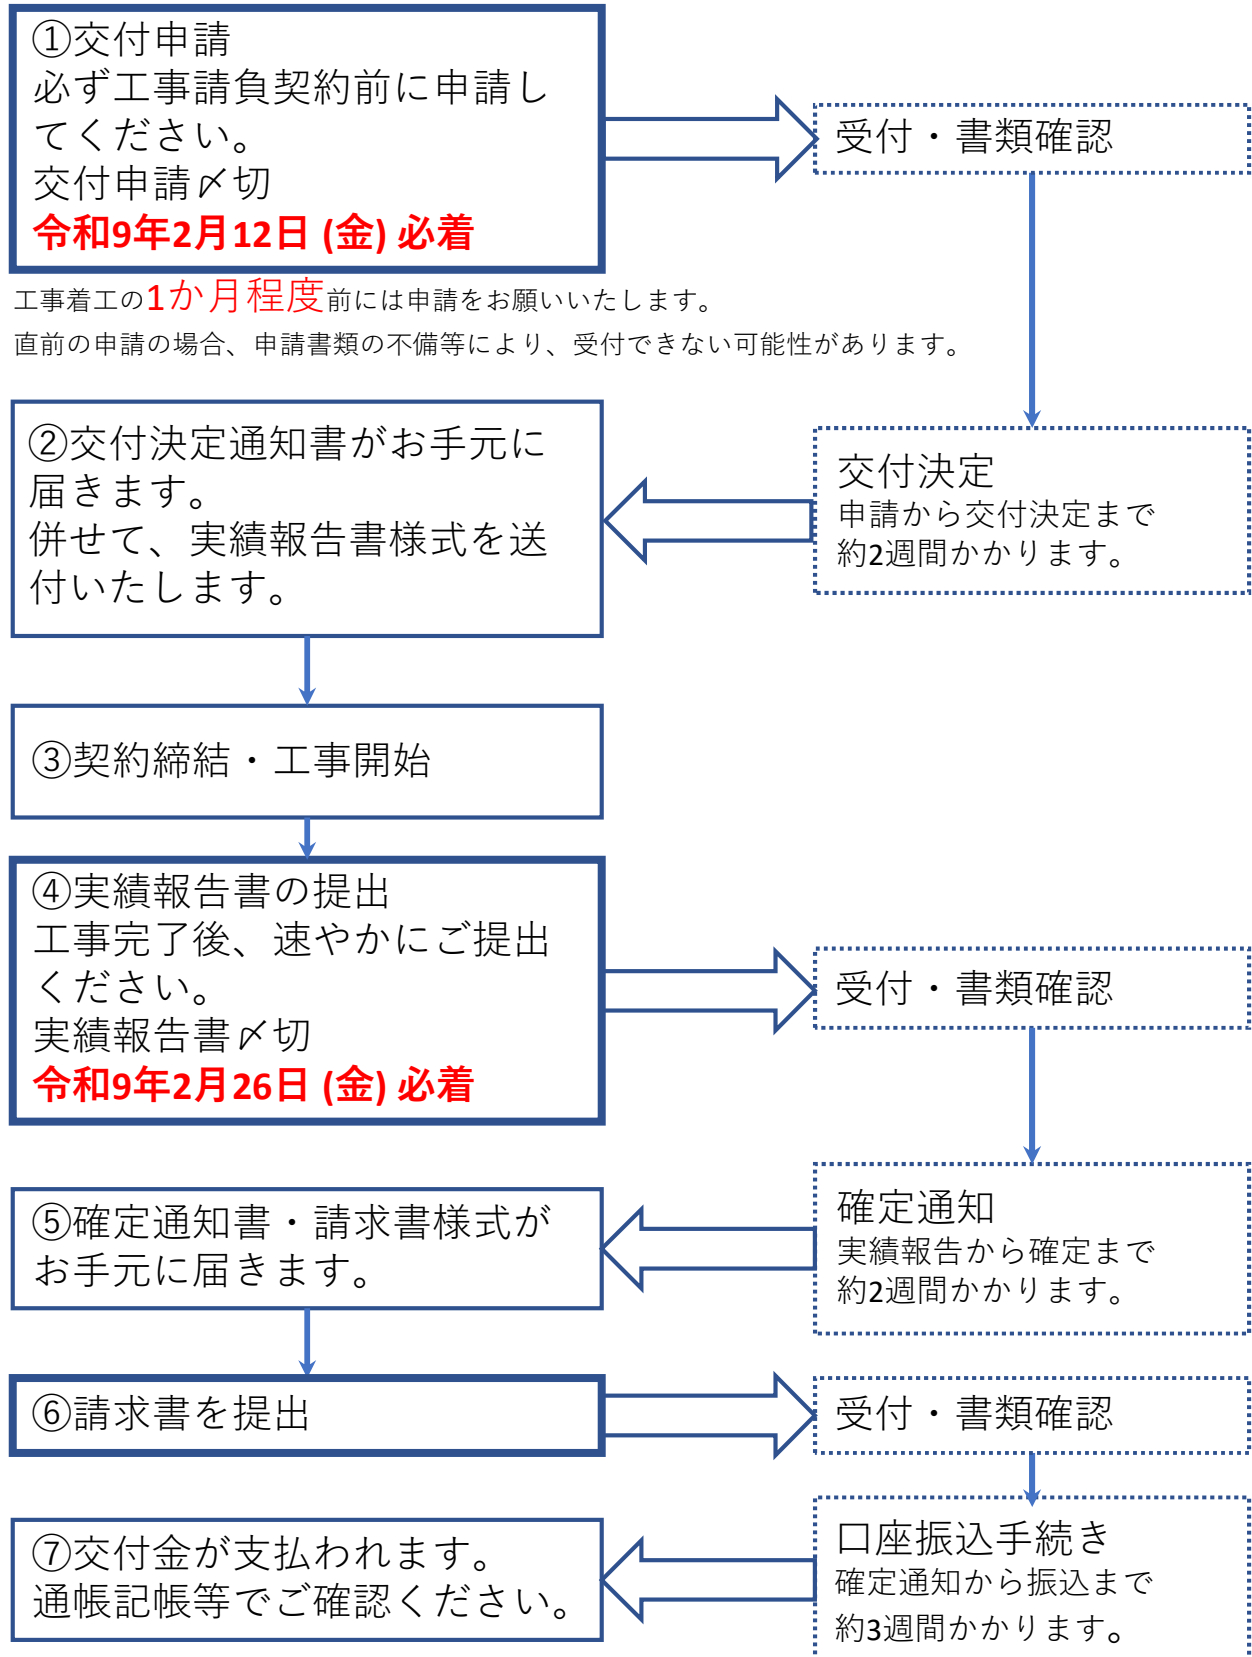 ①交付申請
必ず工事請負契約前に申請し
てください。
交付申請〆切
令和9年2月12日 (金) 必着
受付・書類確認
工事着工の1か月程度前には申請をお願いいたします。
直前の申請の場合、申請書類の不備等により、受付できない可能性があります。
②交付決定通知書がお手元に
届きます。
併せて、実績報告書様式を送
付いたします。
交付決定
申請から交付決定まで
約2週間かかります。
③契約締結・工事開始
④実績報告書の提出
工事完了後、速やかにご提出
ください。
実績報告書〆切
令和9年2月26日 (金) 必着
受付・書類確認
確定通知
実績報告から確定まで
約2週間かかります。
⑤確定通知書・請求書様式が
お手元に届きます。
⑥請求書を提出
受付・書類確認
口座振込手続き
確定通知から振込まで
約3週間かかります。
⑦交付金が支払われます。
通帳記帳等でご確認ください。